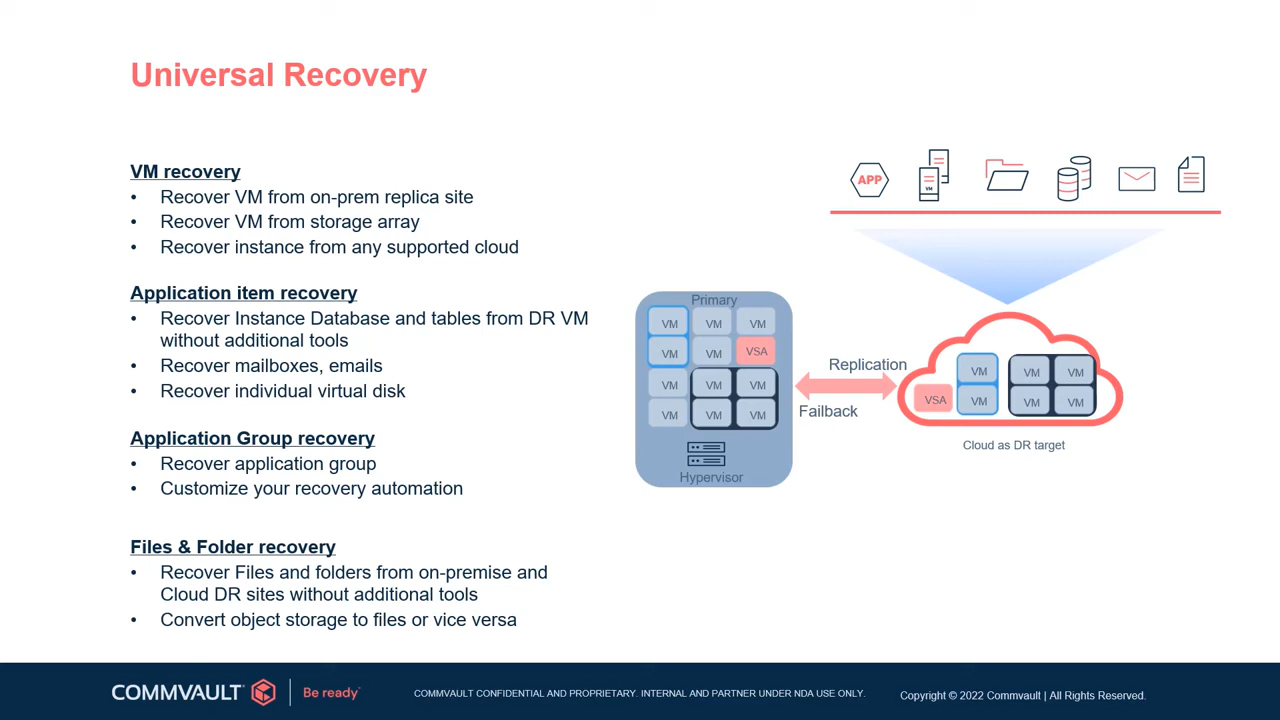 Universal Recovery
VM recovery
• Recover VM from on-prem replica site
• Recover VM from storage array
• Recover instance from any supported cloud
Application item recovery
• Recover Instance Database and tables from DR VM
without additional tools
• Recover mailboxes, emails
• Recover individual virtual disk
Application Group recovery
• Recover application group
• Customize your recovery automation
Files & Folder recovery
• Recover Files and folders from on-premise and
Cloud DR sites without additional tools
• Convert object storage to files or vice versa
APP
VM
Primary
VM VM VM
VM VM VSA
VM VM VM
VM VM VM
Hypervisor
Replication
Failback
VM VM VM
VSA VM VM VM
Cloud as DR target
COMMVAULT Be ready
COMMVAULT CONFIDENTIAL AND PROPRIETARY. INTERNAL AND PARTNER UNDER NDA USE ONLY.
Copyright © 2022 Commvault | All Rights Reserved.